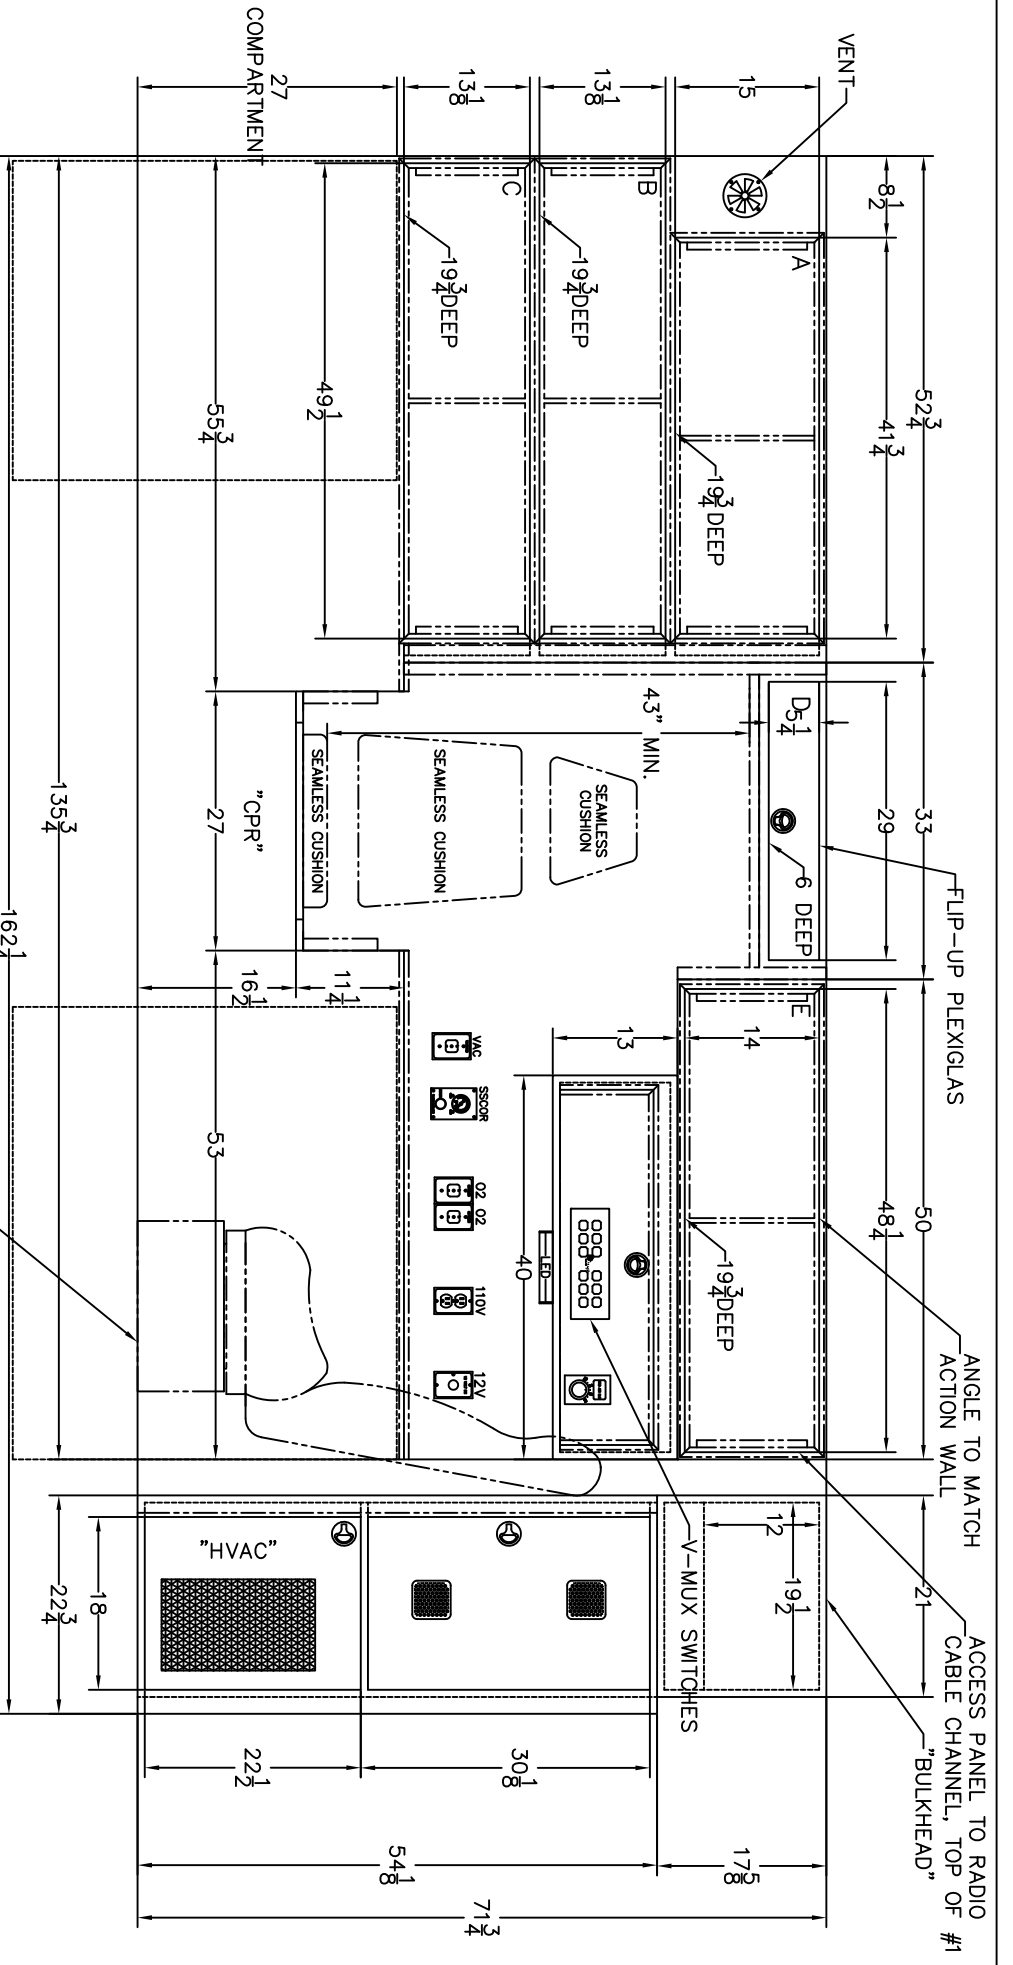 ANGLE TO MATCH
ACTION WALL
ACCESS PANEL TO RADIO
CABLE CHANNEL, TOP OF #1
"BULKHEAD"
FLIP-UP PLEXIGLAS
VENT
52 3/4
33
50
21
8 1/2
41 3/4
29
48 1/4
19 1/2
15
A
19 3/4 DEEP
D
5 1/4
6 DEEP
E
14
19 3/4 DEEP
12
17 5/8
13 1/8
B
19 3/4 DEEP
43" MIN.
13
V-MUX SWITCHES
SEAMLESS
CUSHION
LED
40
13 1/8
C
19 3/4 DEEP
SEAMLESS CUSHION
VAC
SSCOR
O2
O2
110V
12V
30 1/8
54 1/8
71 3/4
49 1/2
SEAMLESS CUSHION
11 1/4
27
COMPARTMENT
"CPR"
16 1/2
"HVAC"
22 1/2
55 3/4
27
53
18
135 3/4
22 3/4
162 1/4